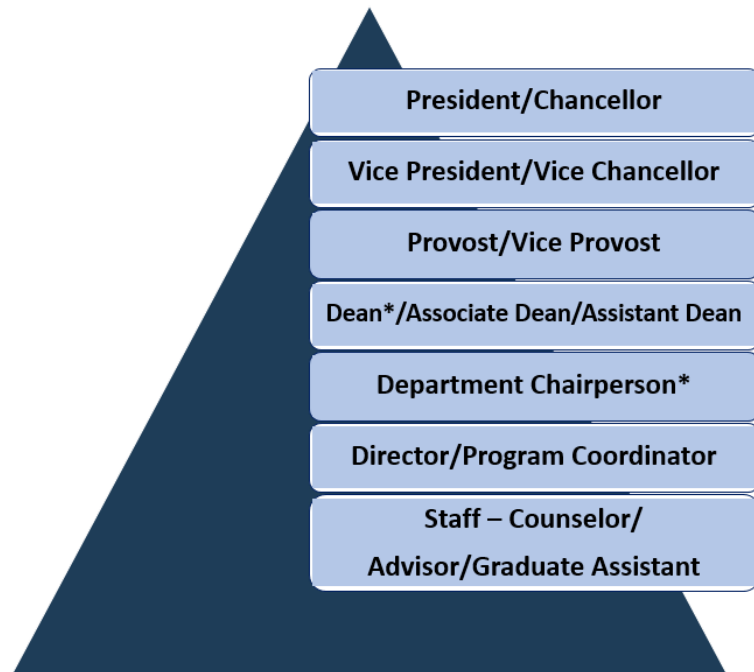 President/Chancellor
Vice President/Vice Chancellor
Provost/Vice Provost
Dean*/Associate Dean/Assistant Dean
Department Chairperson*
Director/Program Coordinator
Staff – Counselor/
Advisor/Graduate Assistant